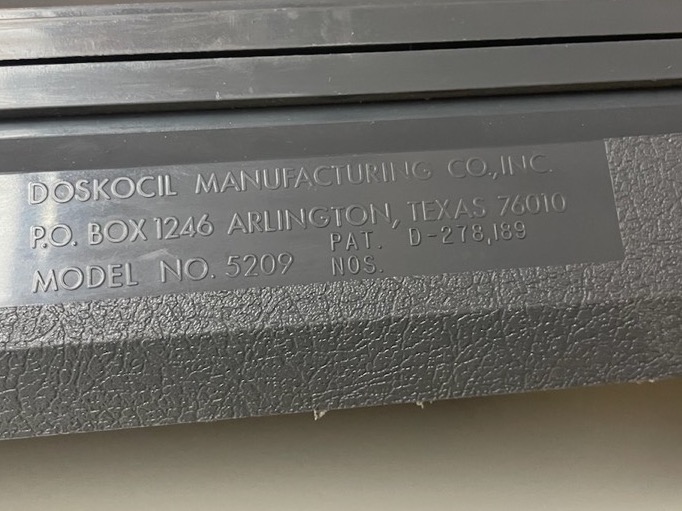 DOSKOCIL MANUFACTURING CO., INC.
P.O. BOX 1246 ARLINGTON, TEXAS 76010
MODEL NO. 5209 PAT. D-278,189
NOS.